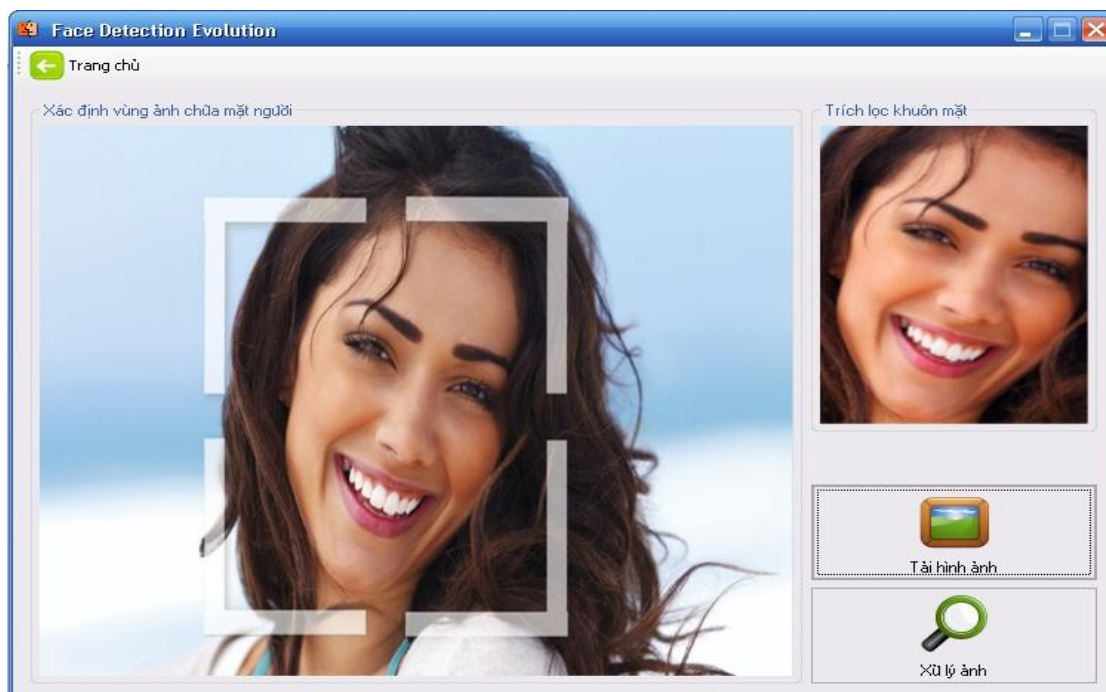 Face Detection Evolution
Trang chủ
Xác định vùng ảnh chứa mặt người
Trích lọc khuôn mặt
Tải hình ảnh
Xử lý ảnh